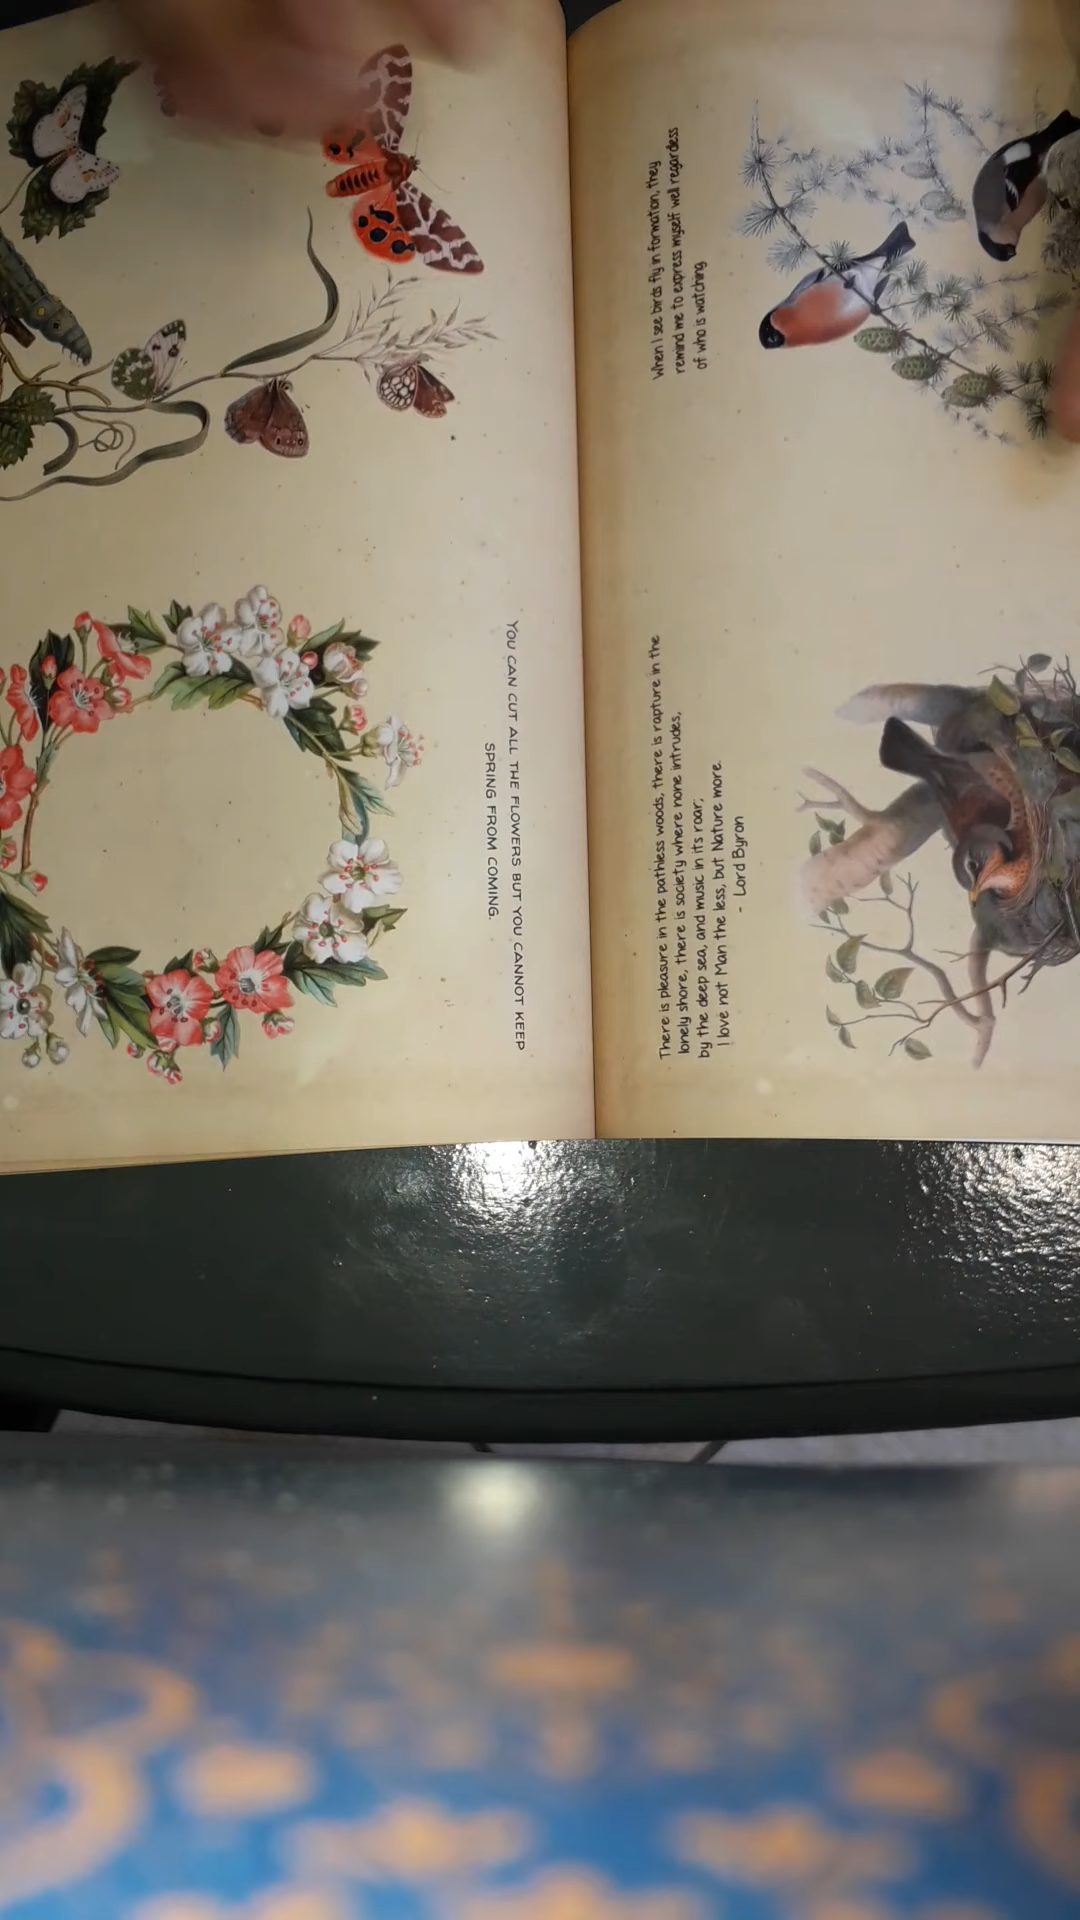 YOU CAN CUT ALL THE FLOWERS BUT YOU CANNOT KEEP
SPRING FROM COMING.
When I see birds fly in formation, they
remind me to express myself well regardess
of who is watching
There is pleasure in the pathless woods, there is rapture in the
lonely shore, there is society where none intrudes,
by the deep sea, and music in its roar;
I love not Man the less, but Nature more.
- Lord Byron